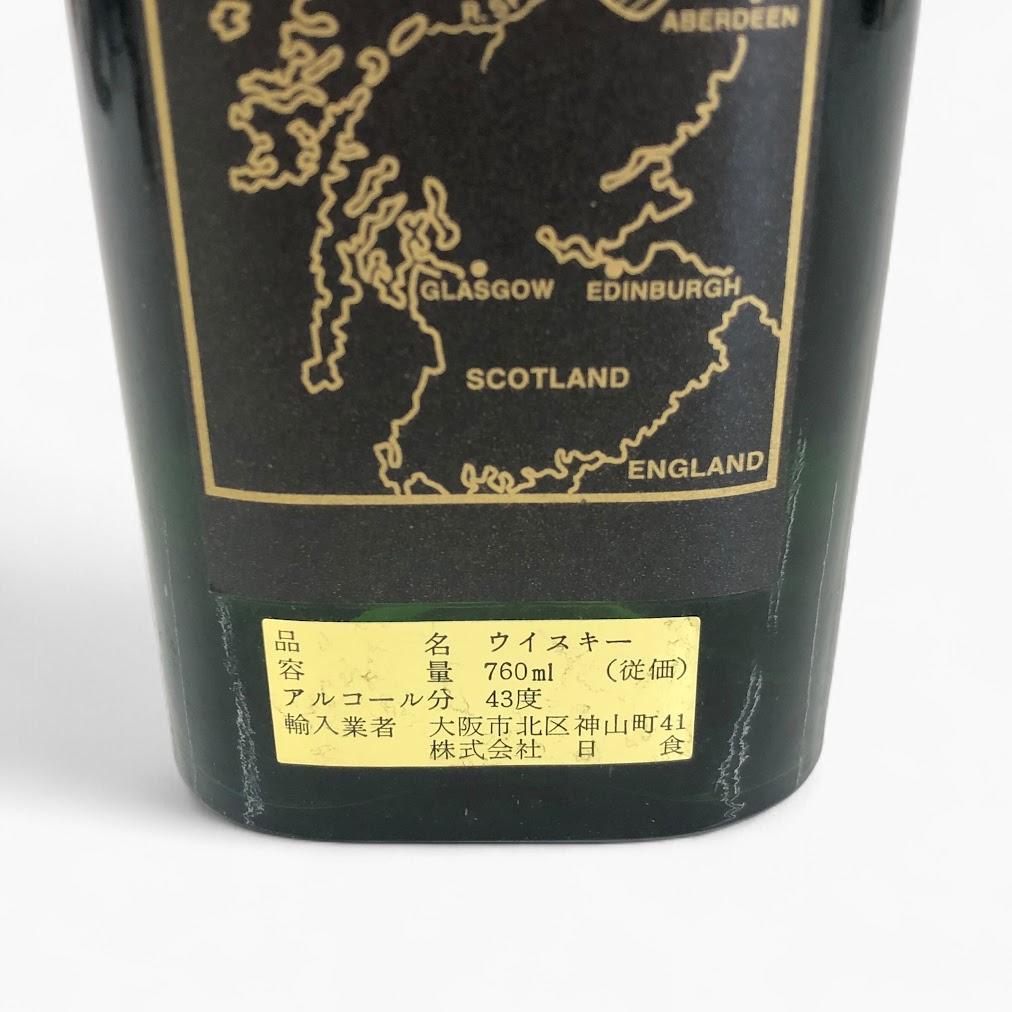 ABERDEEN
GLASGOW EDINBURGH
SCOTLAND
ENGLAND
品 名 ウイスキー
容 量 760ml (従価)
アルコール分 43度
輸入業者 大阪市北区神山町41
株式会社 日 食